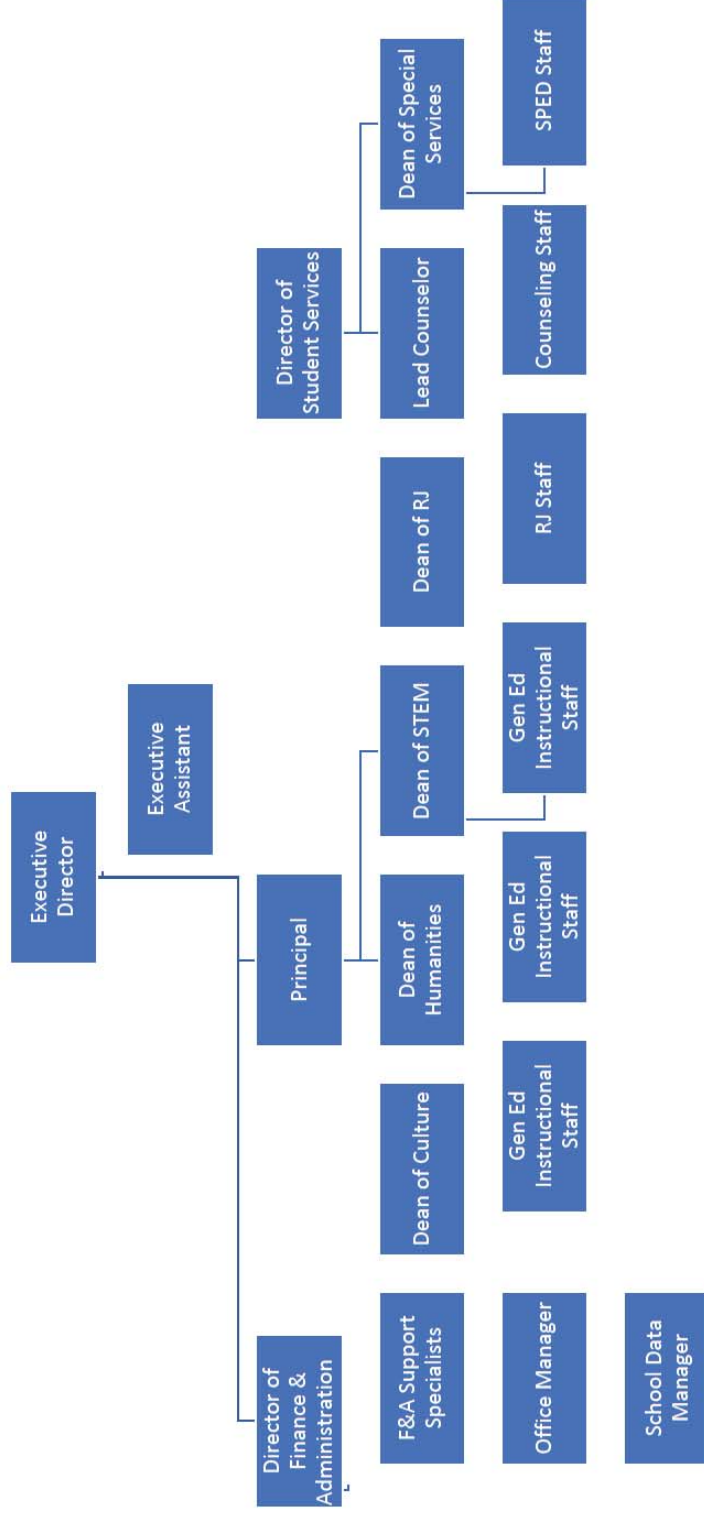 Executive
Director
Executive
Assistant
Director of
Finance &
Administration
Principal
Director of
Student Services
F&A Support
Specialists
Dean of Culture
Dean of
Humanities
Dean of STEM
Dean of RJ
Lead Counselor
Dean of Special
Services
Office Manager
Gen Ed
Instructional
Staff
Gen Ed
Instructional
Staff
Gen Ed
Instructional
Staff
RJ Staff
Counseling Staff
SPED Staff
School Data
Manager